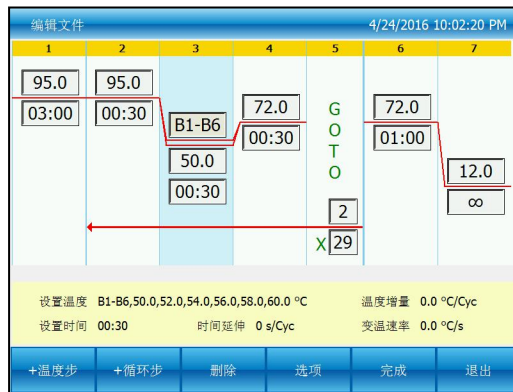 编辑文件 4/24/2016 10:02:20 PM
1 2 3 4 5 6 7
95.0 95.0 B1-B6 72.0 GOTO 72.0
03:00 00:30 50.0 00:30 01:00 12.0
00:30 2 ∞
X 29
设置温度 B1-B6,50.0,52.0,54.0,56.0,58.0,60.0 °C 温度增量 0.0 °C/Cyc
设置时间 00:30 时间延伸 0 s/Cyc 变温速率 0.0 °C/s
+温度步 +循环步 删除 选项 完成 退出